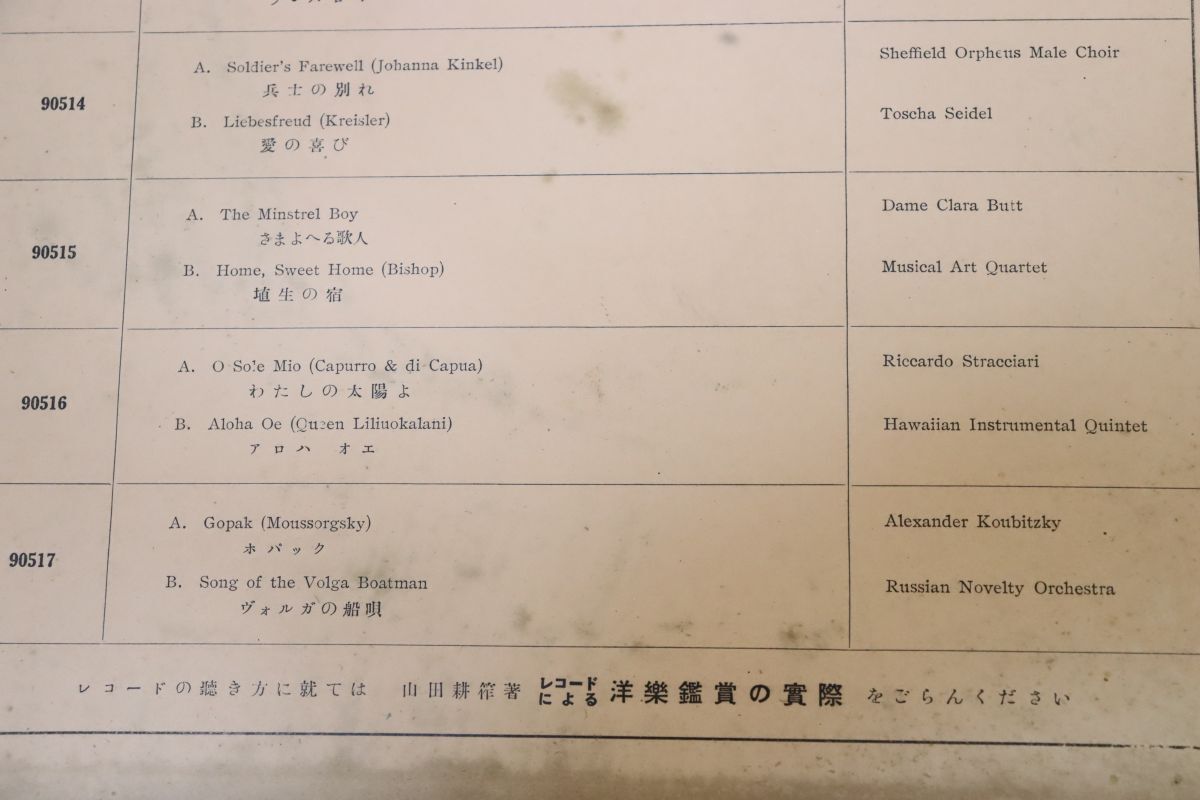 90514
A. Soldier's Farewell (Johanna Kinkel)
兵士の別れ
Sheffield Orpheus Male Choir
B. Liebesfreud (Kreisler)
愛の喜び
Toscha Seidel
90515
A. The Minstrel Boy
さまよへる歌人
Dame Clara Butt
B. Home, Sweet Home (Bishop)
埴生の宿
Musical Art Quartet
90516
A. O Sole Mio (Capurro & di Capua)
わたしの太陽よ
Riccardo Stracciari
B. Aloha Oe (Queen Liliuokalani)
アロハ オエ
Hawaiian Instrumental Quintet
90517
A. Gopak (Moussorgsky)
ホパック
Alexander Koubitzky
B. Song of the Volga Boatman
ヴォルガの船唄
Russian Novelty Orchestra
レコードの聴き方に就ては 山田耕筰著 レコードによる 洋樂鑑賞の實際 をごらんください